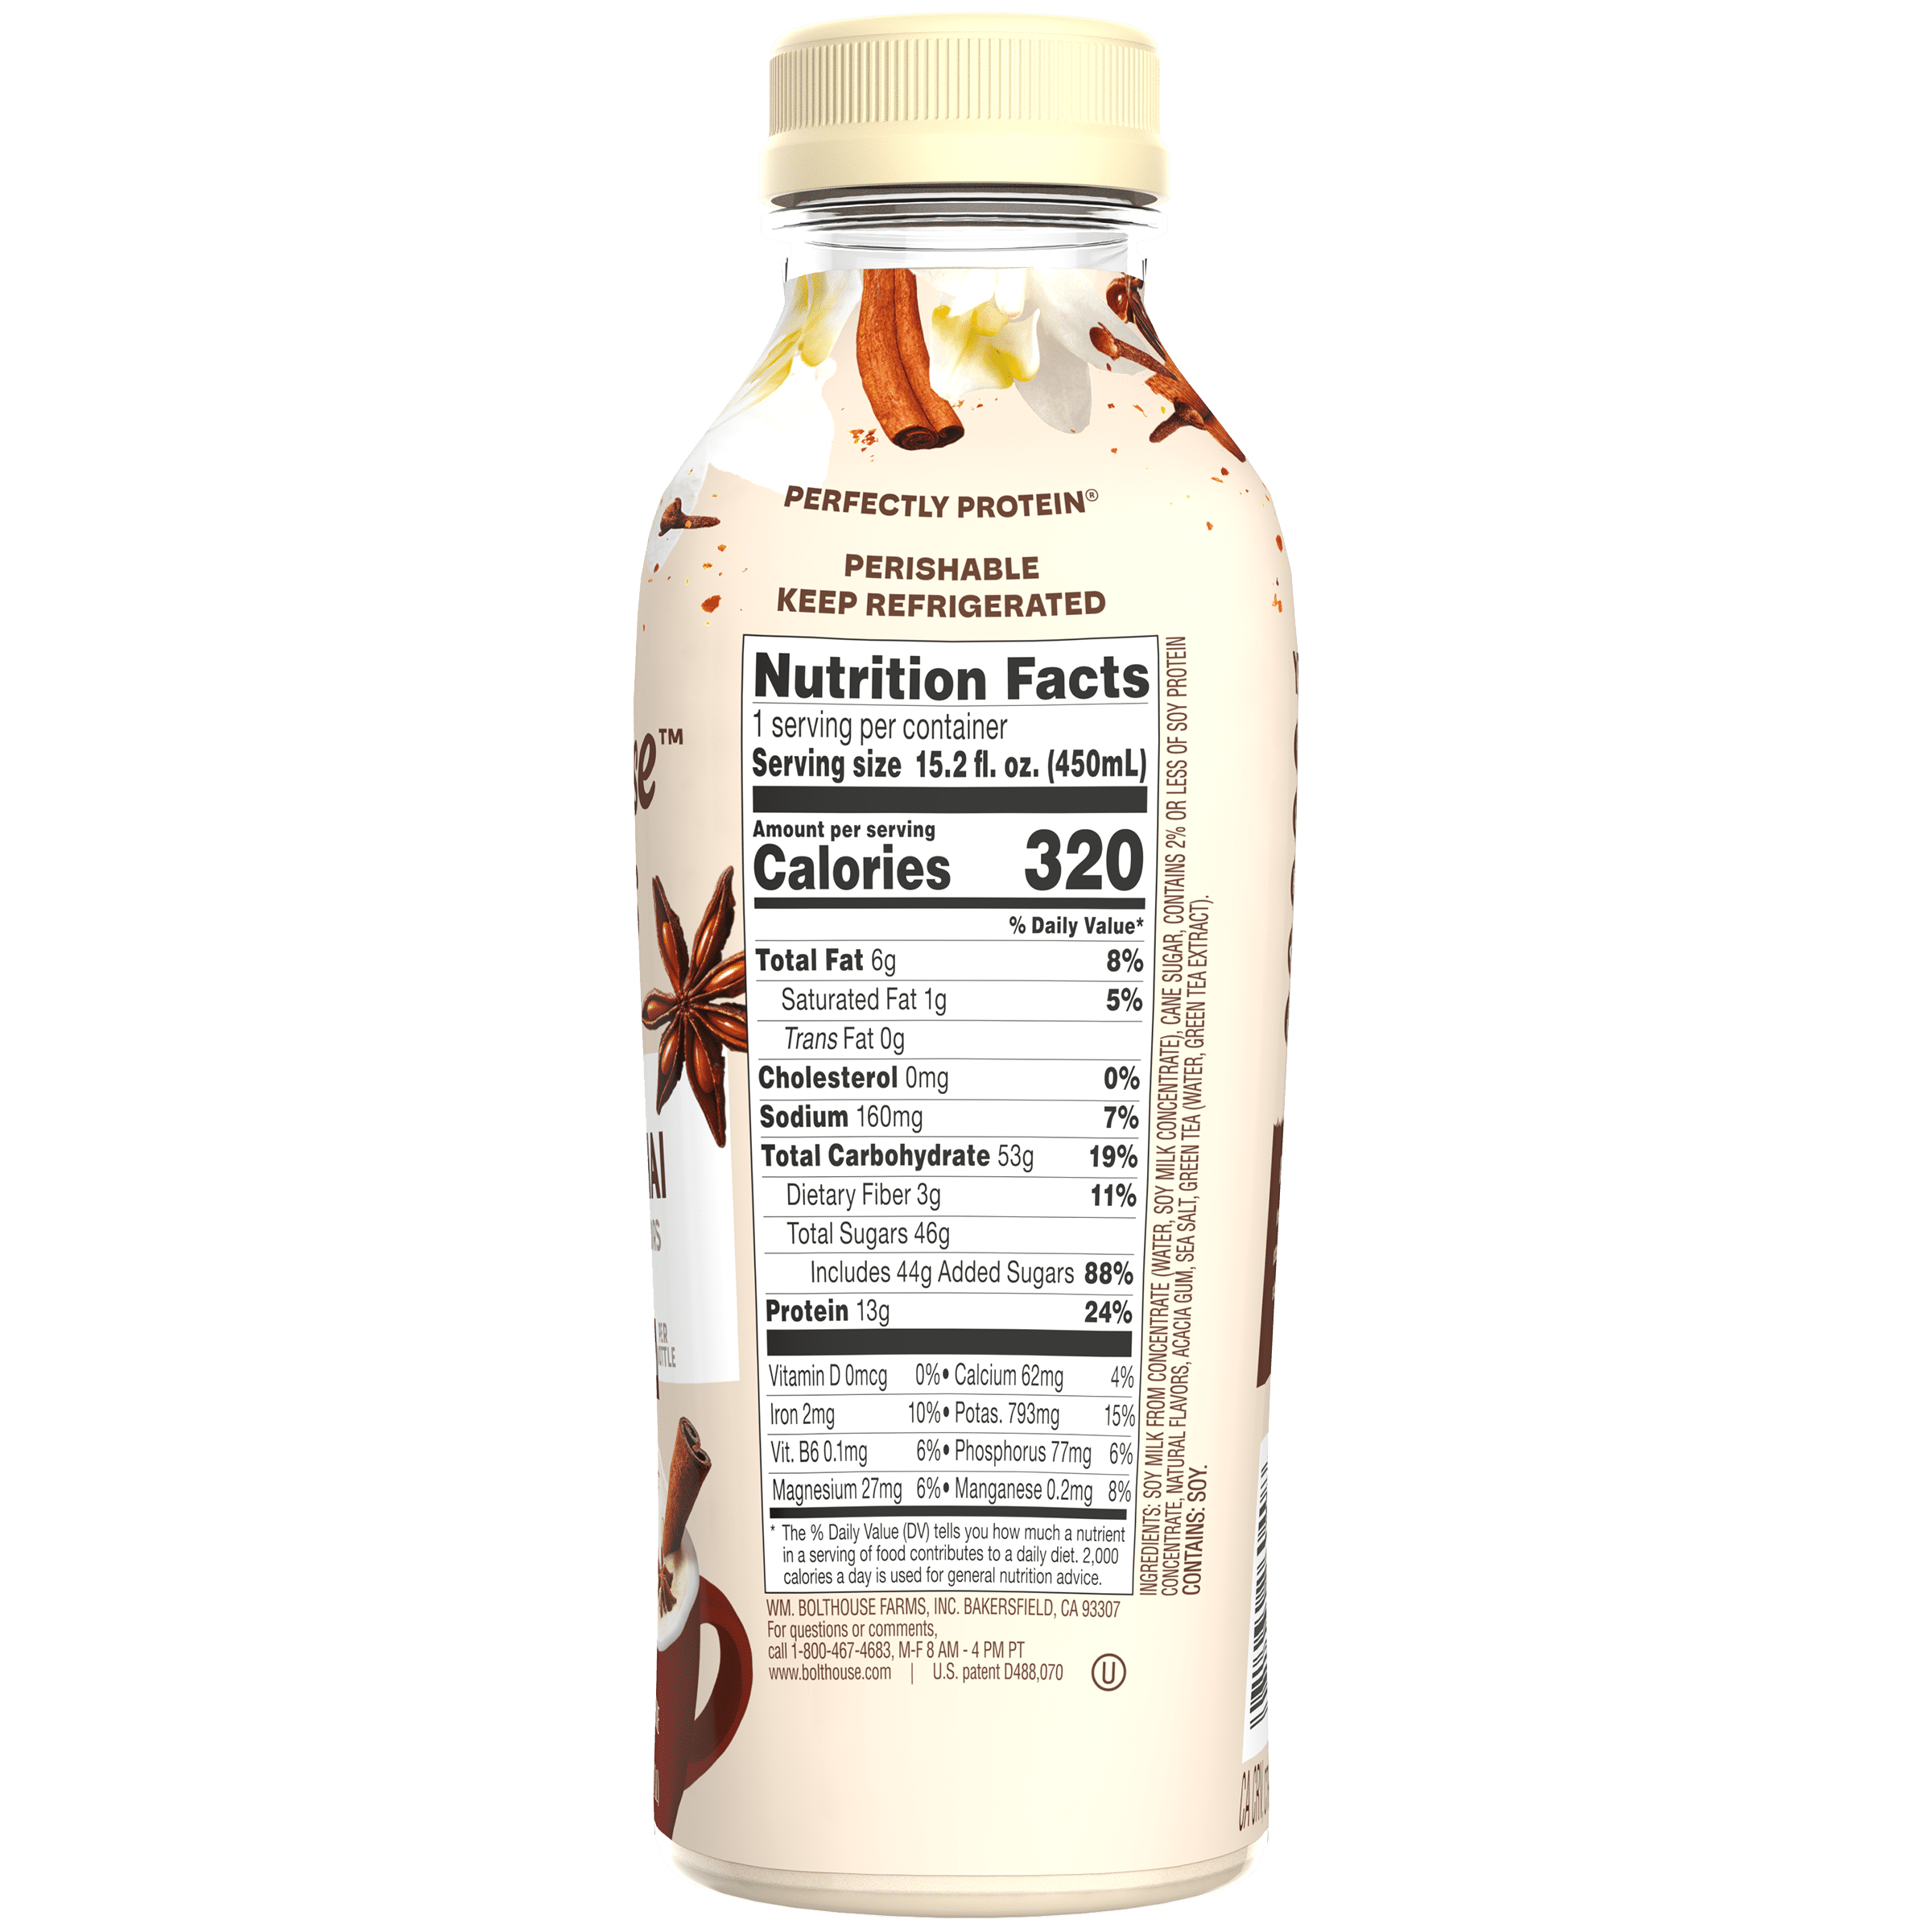 PERFECTLY PROTEIN®
PERISHABLE
KEEP REFRIGERATED
Nutrition Facts
1 serving per container
Serving size 15.2 fl. oz. (450mL)
Amount per serving
Calories 320
% Daily Value*
Total Fat 6g 8%
Saturated Fat 1g 5%
Trans Fat 0g
Cholesterol 0mg 0%
Sodium 160mg 7%
Total Carbohydrate 53g 19%
Dietary Fiber 3g 11%
Total Sugars 46g
Includes 44g Added Sugars 88%
Protein 13g 24%
Vitamin D 0mcg 0% • Calcium 62mg 4%
Iron 2mg 10% • Potas. 793mg 15%
Vit. B6 0.1mg 6% • Phosphorus 77mg 6%
Magnesium 27mg 6% • Manganese 0.2mg 8%
* The % Daily Value (DV) tells you how much a nutrient
in a serving of food contributes to a daily diet. 2,000
calories a day is used for general nutrition advice.
WM. BOLTHOUSE FARMS, INC. BAKERSFIELD, CA 93307
For questions or comments,
call 1-800-467-4683, M-F 8 AM - 4 PM PT
www.bolthouse.com | U.S. patent D488,070
U
INGREDIENTS: SOY MILK FROM CONCENTRATE (WATER, SOY MILK CONCENTRATE), CANE SUGAR, CONTAINS 2% OR LESS OF SOY PROTEIN
CONCENTRATE, NATURAL FLAVORS, ACACIA GUM, SEA SALT, GREEN TEA (WATER, GREEN TEA EXTRACT).
CONTAINS: SOY.
se™
AI
RS
PER
OTTLE
CA CRV,